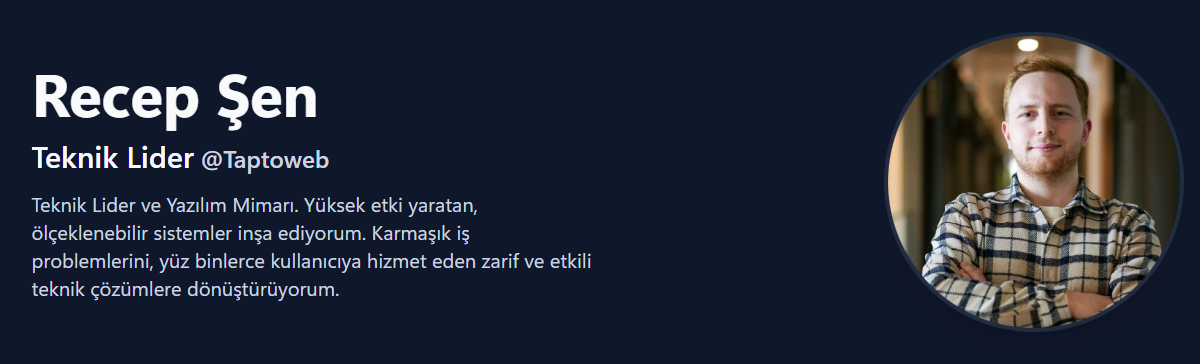 Recep Şen
Teknik Lider @Taptoweb
Teknik Lider ve Yazılım Mimarı. Yüksek etki yaratan,
ölçeklenebilir sistemler inşa ediyorum. Karmaşık iş
problemlerini, yüz binlerce kullanıcıya hizmet eden zarif ve etkili
teknik çözümlere dönüştürüyorum.